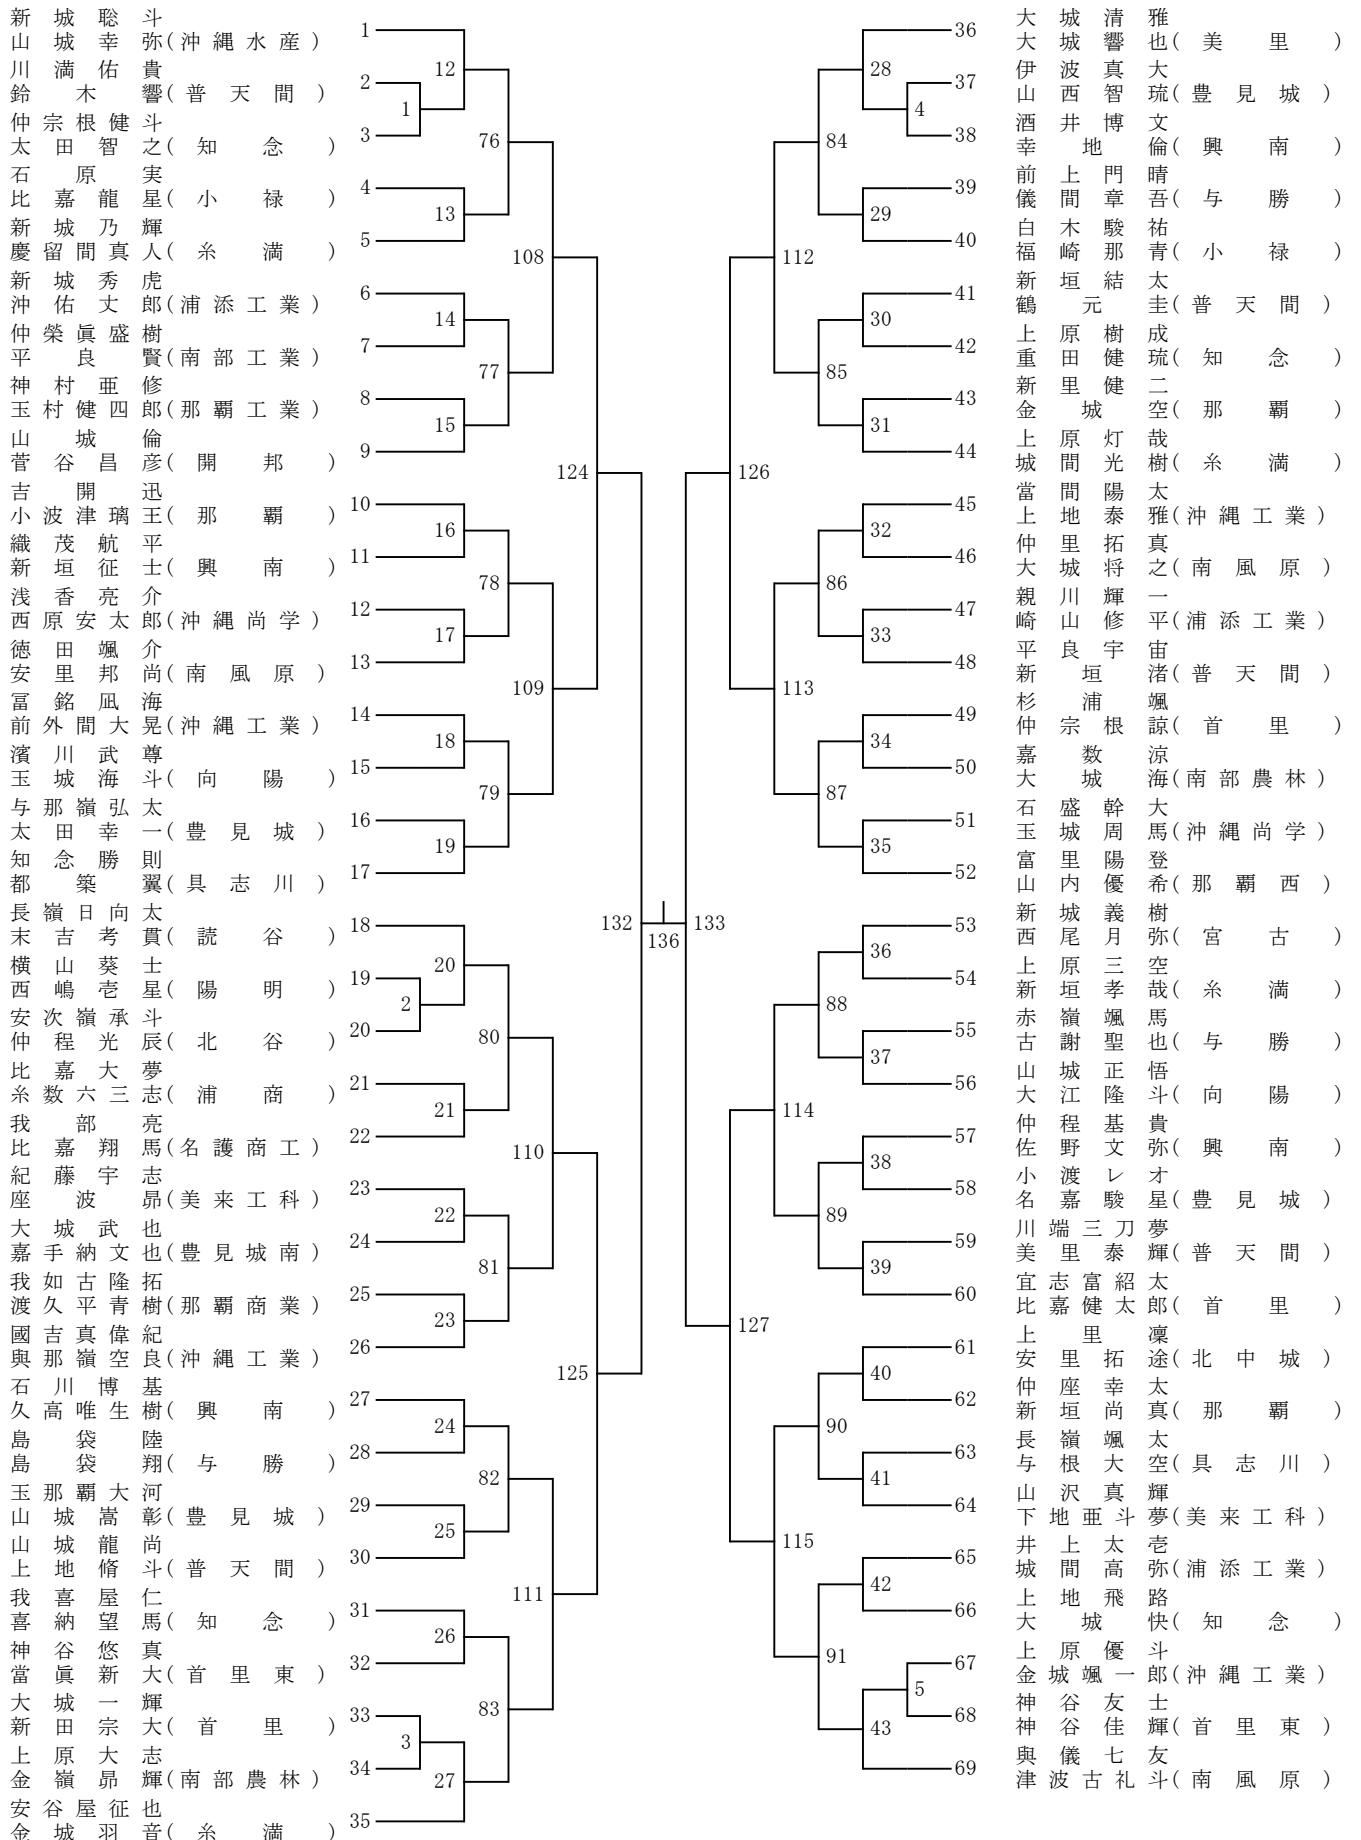 新城聡斗
山城幸弥(沖縄水産) 1
川満佑貴
鈴木響(普天間) 2
仲宗根健斗
太田智之(知念) 3
石原実
比嘉龍星(小禄) 4
新城乃輝
慶留間真人(糸満) 5
新城秀虎
沖佑丈郎(浦添工業) 6
仲榮眞盛樹
平良賢(南部工業) 7
神村亜修
玉村健四郎(那覇工業) 8
山城倫
菅谷昌彦(開邦) 9
吉開迅
小波津璃王(那覇) 10
織茂航平
新垣征士(興南) 11
浅香亮介
西原安太郎(沖縄尚学) 12
徳田颯介
安里邦尚(南風原) 13
冨銘凪海
前外間大晃(沖縄工業) 14
濱川武尊
玉城海斗(向陽) 15
与那嶺弘太
太田幸一(豊見城) 16
知念勝則
都築翼(具志川) 17
長嶺日向太
末吉考貫(読谷) 18
横山葵士
西嶋壱星(陽明) 19
安次嶺承斗
仲程光辰(北谷) 20
比嘉大夢
糸数六三志(浦商) 21
我部亮
比嘉翔馬(名護商工) 22
紀藤宇志
座波昴(美来工科) 23
大城武也
嘉手納文也(豊見城南) 24
我如古隆拓
渡久平青樹(那覇商業) 25
國吉真偉紀
與那嶺空良(沖縄工業) 26
石川博基
久高唯生樹(興南) 27
島袋陸
島袋翔(与勝) 28
玉那覇大河
山城嵩彰(豊見城) 29
山城龍尚
上地脩斗(普天間) 30
我喜屋仁
喜納望馬(知念) 31
神谷悠真
當眞新大(首里東) 32
大城一輝
新田宗大(首里) 33
上原大志
金嶺昴輝(南部農林) 34
安谷屋征也
金城羽音(糸満) 35
1
12
13
76
14
15
77
108
16
17
78
18
19
79
109
124
2
20
21
80
22
23
81
110
24
25
82
26
3
27
83
111
125
132
136
133
28
4
29
84
30
31
85
112
32
33
86
34
35
87
113
126
36
37
88
38
39
89
114
40
41
90
42
5
43
91
115
127
大城清雅
36 大城響也(美里)
伊波真大
37 山西智琉(豊見城)
酒井博文
38 幸地倫(興南)
前上門晴
39 儀間章吾(与勝)
白木駿祐
40 福崎那青(小禄)
新垣結太
41 鶴元圭(普天間)
上原樹成
42 重田健琉(知念)
新里健二
43 金城空(那覇)
上原灯哉
44 城間光樹(糸満)
當間陽太
45 上地泰雅(沖縄工業)
仲里拓真
46 大城将之(南風原)
親川輝一
47 崎山修平(浦添工業)
平良宇宙
48 新垣渚(普天間)
杉浦颯
49 仲宗根諒(首里)
嘉数涼
50 大城海(南部農林)
石盛幹大
51 玉城周馬(沖縄尚学)
富里陽登
52 山内優希(那覇西)
新城義樹
53 西尾月弥(宮古)
上原三空
54 新垣孝哉(糸満)
赤嶺颯馬
55 古謝聖也(与勝)
山城正悟
56 大江隆斗(向陽)
仲程基貴
57 佐野文弥(興南)
小渡レオ
58 名嘉駿星(豊見城)
川端三刀夢
59 美里泰輝(普天間)
宜志富紹太
60 比嘉健太郎(首里)
上里凜
61 安里拓途(北中城)
仲座幸太
62 新垣尚真(那覇)
長嶺颯太
63 与根大空(具志川)
山沢真輝
64 下地亜斗夢(美来工科)
井上太壱
65 城間高弥(浦添工業)
上地飛路
66 大城快(知念)
上原優斗
67 金城颯一郎(沖縄工業)
神谷友士
68 神谷佳輝(首里東)
與儀七友
69 津波古礼斗(南風原)